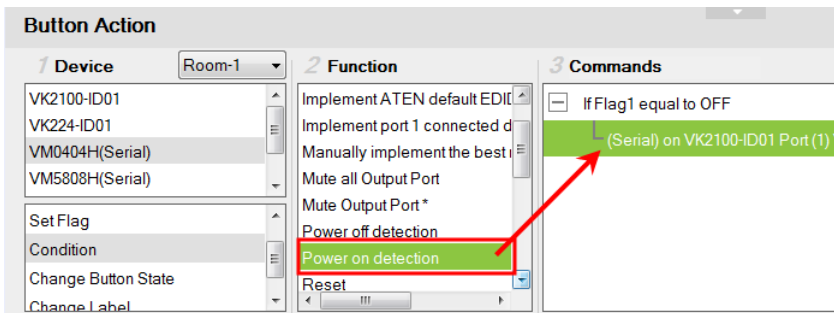 Button Action
1 Device
Room-1
2 Function
3 Commands
VK2100-ID01
VK224-ID01
VM0404H(Serial)
VM5808H(Serial)
Set Flag
Condition
Change Button State
Change Label
Implement ATEN default EDI
Implement port 1 connected d
Manually implement the best
Mute all Output Port
Mute Output Port *
Power off detection
Power on detection
Reset
If Flag1 equal to OFF
(Serial) on VK2100-ID01 Port (1)